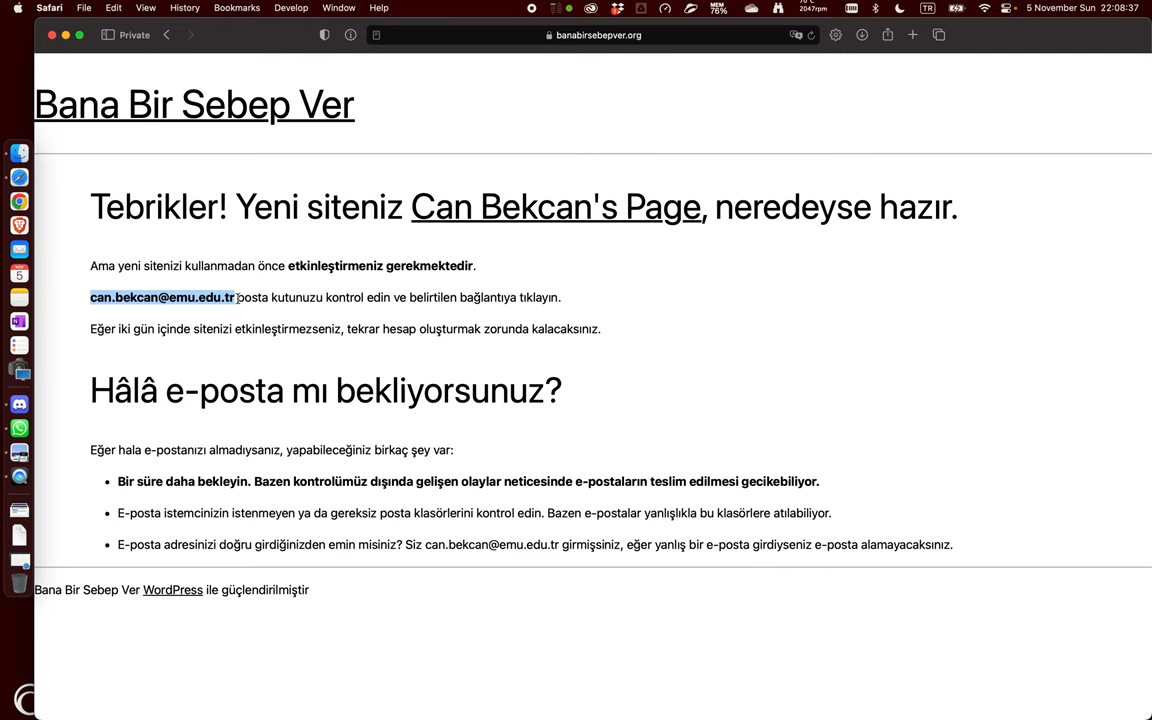 Safari File Edit View History Bookmarks Develop Window Help
MEM 76%
2047rpm
TR
5 November Sun 22:08:37
Private
banabirsebepver.org
Bana Bir Sebep Ver
Tebrikler! Yeni siteniz Can Bekcan's Page, neredeyse hazır.
Ama yeni sitenizi kullanmadan önce etkinleştirmeniz gerekmektedir.
can.bekcan@emu.edu.tr posta kutunuzu kontrol edin ve belirtilen bağlantıya tıklayın.
Eğer iki gün içinde sitenizi etkinleştirmezseniz, tekrar hesap oluşturmak zorunda kalacaksınız.
Hâlâ e-posta mı bekliyorsunuz?
Eğer hala e-postanızı almadıysanız, yapabileceğiniz birkaç şey var:
• Bir süre daha bekleyin. Bazen kontrolümüz dışında gelişen olaylar neticesinde e-postaların teslim edilmesi gecikebiliyor.
• E-posta istemcinizin istenmeyen ya da gereksiz posta klasörlerini kontrol edin. Bazen e-postalar yanlışlıkla bu klasörlere atılabiliyor.
• E-posta adresinizi doğru girdiğinizden emin misiniz? Siz can.bekcan@emu.edu.tr girmişsiniz, eğer yanlış bir e-posta girdiyseniz e-posta alamayacaksınız.
Bana Bir Sebep Ver WordPress ile güçlendirilmiştir